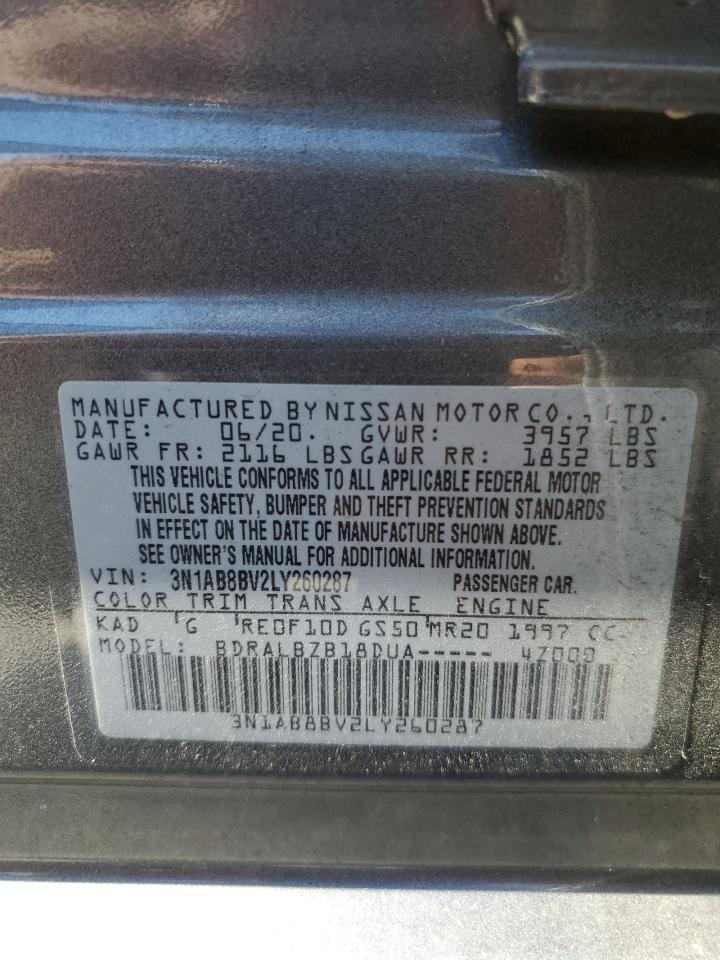 MANUFACTURED BY NISSAN MOTOR CO., LTD.
DATE: 06/20. GVWR: 3957 LBS
GAWR FR: 2116 LBS GAWR RR: 1852 LBS
THIS VEHICLE CONFORMS TO ALL APPLICABLE FEDERAL MOTOR
VEHICLE SAFETY, BUMPER AND THEFT PREVENTION STANDARDS
IN EFFECT ON THE DATE OF MANUFACTURE SHOWN ABOVE.
SEE OWNER'S MANUAL FOR ADDITIONAL INFORMATION.
VIN: 3N1AB8BV2LY260287 PASSENGER CAR.
COLOR TRIM TRANS AXLE ENGINE
KAD G RE0F10D GS50 MR20 1997 CC
MODEL: BDRALBZB18DUA----- 47000
3N1AB8BV2LY260287